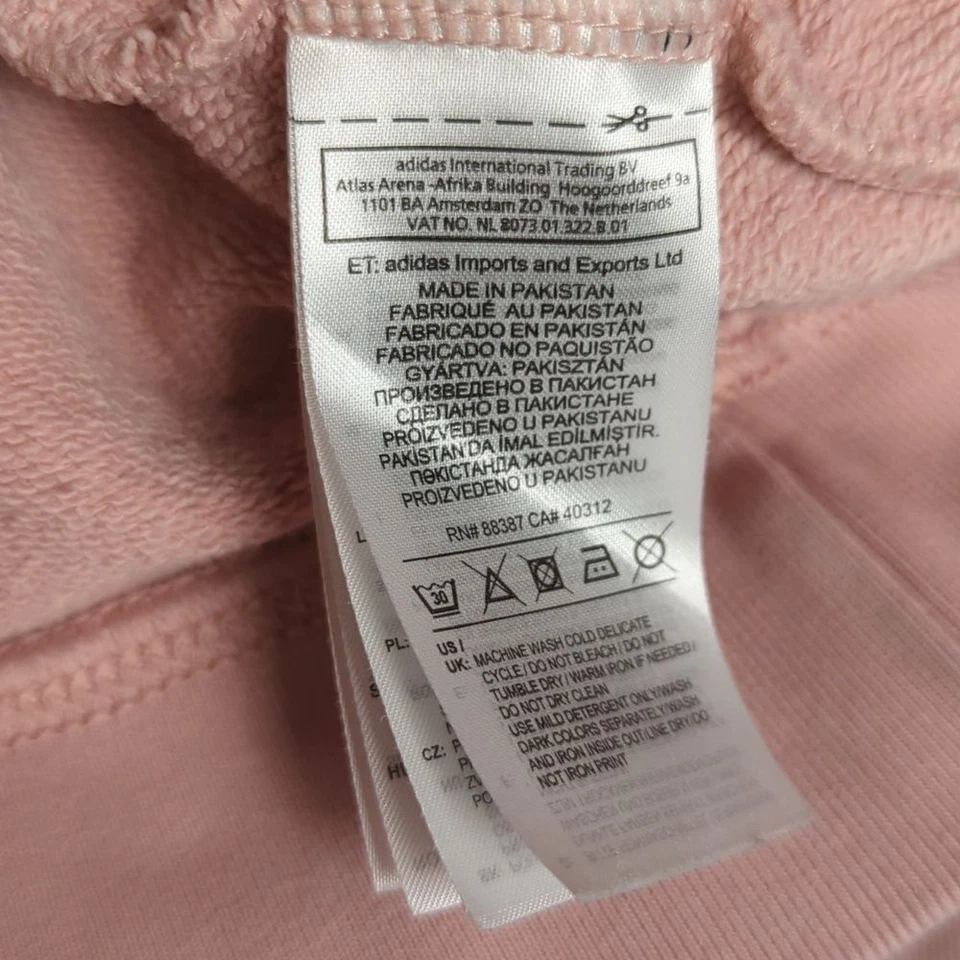 adidas International Trading BV
Atlas Arena -Afrika Building Hoogoorddreef 9a
1101 BA Amsterdam ZO The Netherlands
VAT NO. NL 8073.01.322.B.01
ET: adidas Imports and Exports Ltd
MADE IN PAKISTAN
FABRIQUÉ AU PAKISTAN
FABRICADO EN PAKISTÁN
FABRICADO NO PAQUISTÃO
GYÁRTVA: PAKISZTÁN
ПРОИЗВЕДЕНО В ПАКИСТАН
СДЕЛАНО В ПАКИСТАНЕ
PROIZVEDENO U PAKISTANU
PAKİSTAN'DA İMAL EDİLMİŞTİR.
ПӘКІСТАНДА ЖАСАЛҒАН
PROIZVEDENO U PAKISTANU
RN# 88387 CA# 40312
30
US /
UK: MACHINE WASH COLD DELICATE
CYCLE / DO NOT BLEACH / DO NOT
TUMBLE DRY / WARM IRON IF NEEDED /
DO NOT DRY CLEAN
USE MILD DETERGENT ONLY/WASH
DARK COLORS SEPARATELY/WASH
AND IRON INSIDE OUT/LINE DRY/DO
NOT IRON PRINT
PL:
CZ: